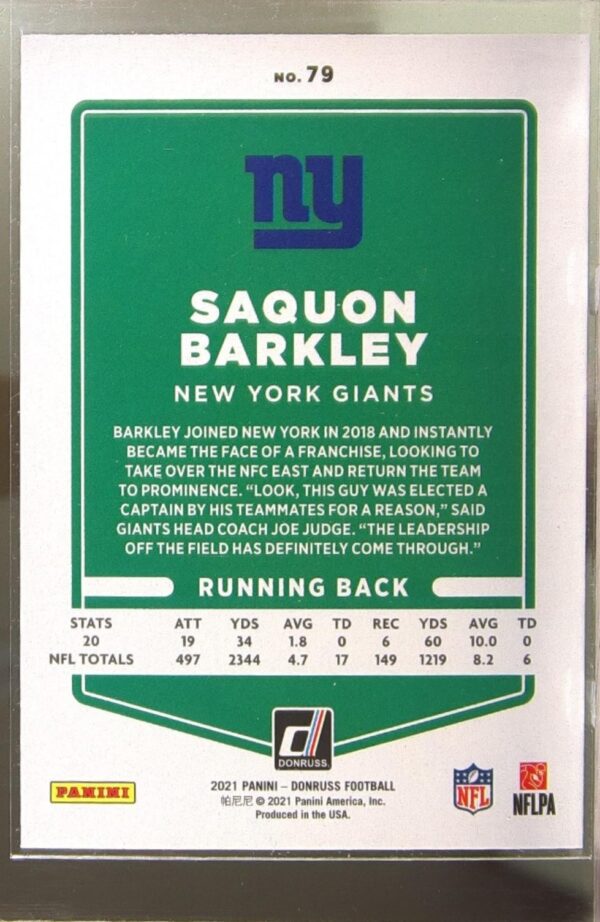 NO. 79
ny
SAQUON
BARKLEY
NEW YORK GIANTS
BARKLEY JOINED NEW YORK IN 2018 AND INSTANTLY
BECAME THE FACE OF A FRANCHISE, LOOKING TO
TAKE OVER THE NFC EAST AND RETURN THE TEAM
TO PROMINENCE. “LOOK, THIS GUY WAS ELECTED A
CAPTAIN BY HIS TEAMMATES FOR A REASON,” SAID
GIANTS HEAD COACH JOE JUDGE. “THE LEADERSHIP
OFF THE FIELD HAS DEFINITELY COME THROUGH.”
RUNNING BACK
STATS ATT YDS AVG TD REC YDS AVG TD
20 19 34 1.8 0 6 60 10.0 0
NFL TOTALS 497 2344 4.7 17 149 1219 8.2 6
d
DONRUSS.
PANINI
2021 PANINI – DONRUSS FOOTBALL
帕尼尼 © 2021 Panini America, Inc.
Produced in the USA.
NFL
NFLPA